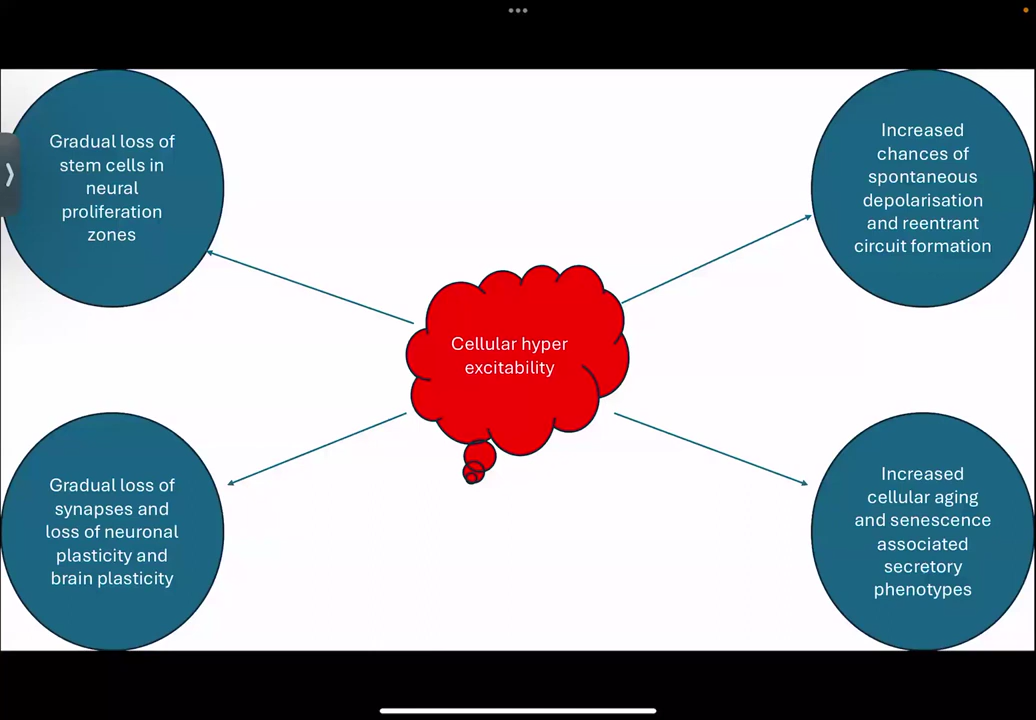 Gradual loss of
stem cells in
neural
proliferation
zones
Increased
chances of
spontaneous
depolarisation
and reentrant
circuit formation
Cellular hyper
excitability
Gradual loss of
synapses and
loss of neuronal
plasticity and
brain plasticity
Increased
cellular aging
and senescence
associated
secretory
phenotypes